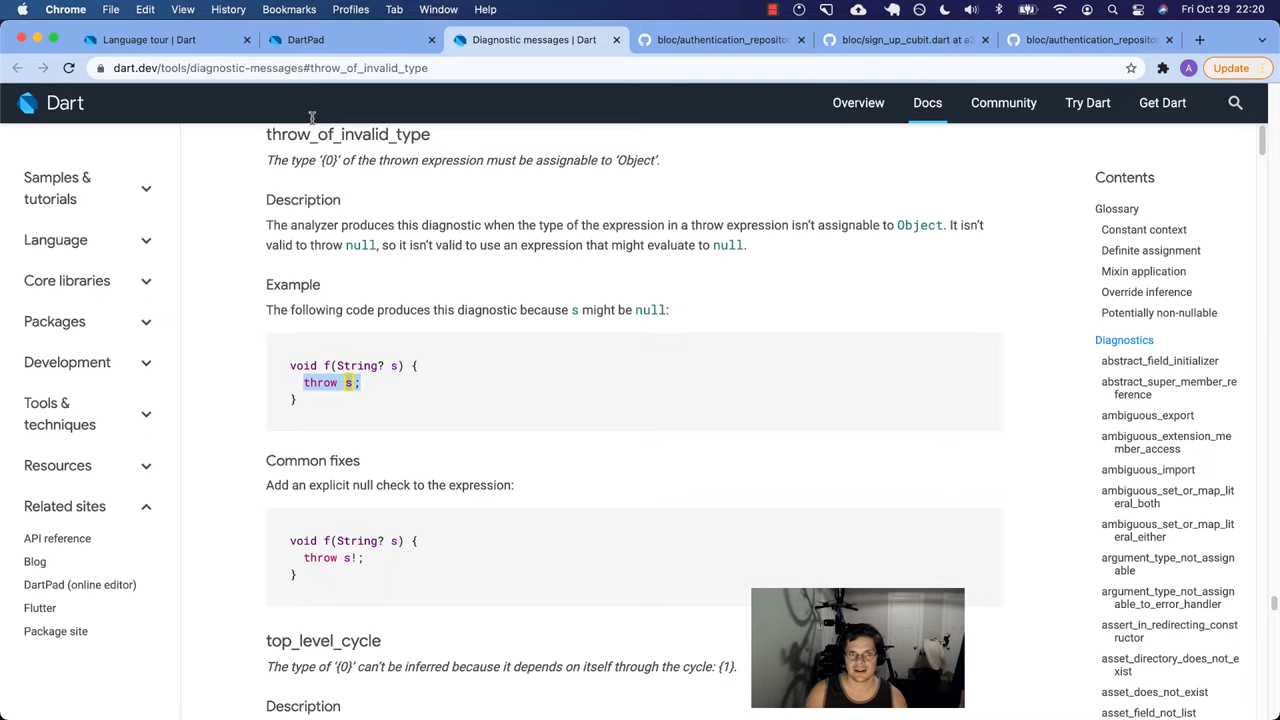 Chrome File Edit View History Bookmarks Profiles Tab Window Help Fri 29 Apr 22:20
Language tour | Dart
DartPad
Diagnostic messages | Dart
bloc/authentication_reposito
bloc/sign_up_cubit.dart at a3
bloc/authentication_reposito
dart.dev/tools/diagnostic-messages#throw_of_invalid_type
A
Update
Dart
Overview Docs Community Try Dart Get Dart
Samples &
tutorials
Language
Core libraries
Packages
Development
Tools &
techniques
Resources
Related sites
API reference
Blog
DartPad (online editor)
Flutter
Package site
throw_of_invalid_type
The type ‘{0}’ of the thrown expression must be assignable to ‘Object’.
Description
The analyzer produces this diagnostic when the type of the expression in a throw expression isn’t assignable to Object. It isn’t
valid to throw null, so it isn’t valid to use an expression that might evaluate to null.
Example
The following code produces this diagnostic because s might be null:
void f(String? s) {
throw s;
}
Common fixes
Add an explicit null check to the expression:
void f(String? s) {
throw s!;
}
top_level_cycle
The type of ‘{0}’ can’t be inferred because it depends on itself through the cycle: {1}.
Description
Contents
Glossary
Constant context
Definite assignment
Mixin application
Override inference
Potentially non-nullable
Diagnostics
abstract_field_initializer
abstract_super_member_re
ference
ambiguous_export
ambiguous_extension_me
mber_access
ambiguous_import
ambiguous_set_or_map_lit
eral_both
ambiguous_set_or_map_lit
eral_either
argument_type_not_assign
able
argument_type_not_assign
able_to_error_handler
assert_in_redirecting_const
ructor
asset_directory_does_not_e
xist
asset_does_not_exist
asset_field_not_list